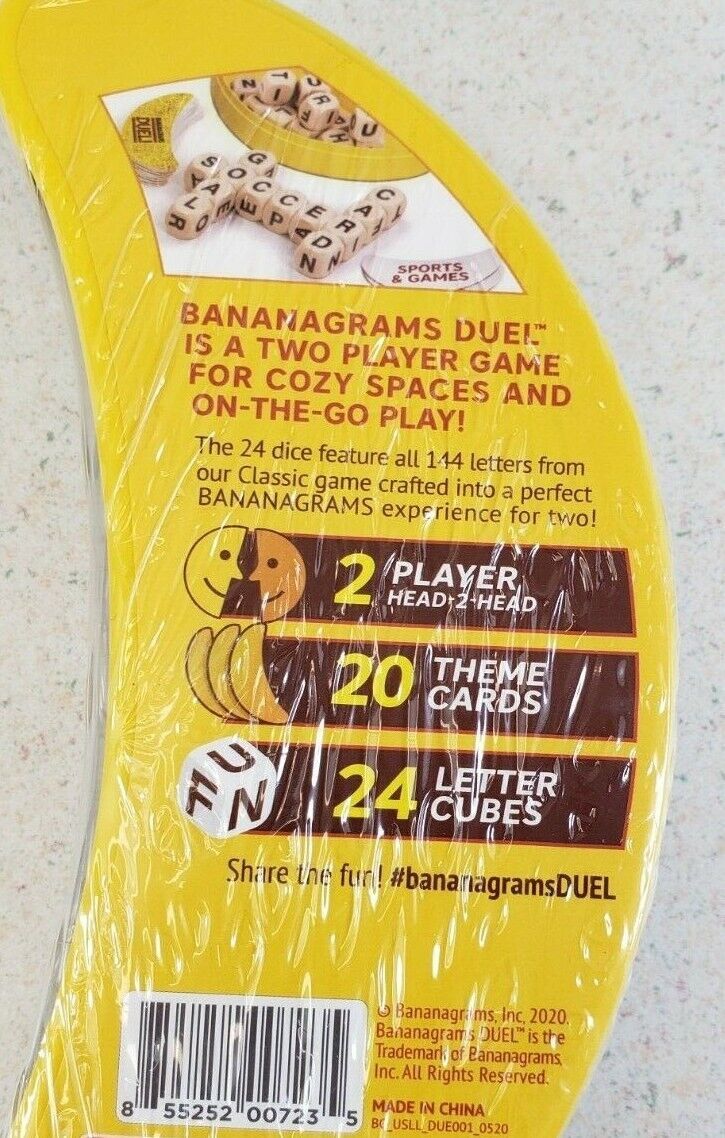 BANANAGRAMS DUEL™
IS A TWO PLAYER GAME
FOR COZY SPACES AND
ON-THE-GO PLAY!
The 24 dice feature all 144 letters from
our Classic game crafted into a perfect
BANANAGRAMS experience for two!
2 PLAYER
HEAD-2-HEAD
20 THEME
CARDS
24 LETTER
CUBES
FUN
Share the fun! #bananagramsDUEL
SPORTS
& GAMES
SOCCER
© Bananagrams, Inc. 2020.
Bananagrams DUEL™ is the
Trademark of Bananagrams,
Inc. All Rights Reserved.
MADE IN CHINA
BG_USLL_DUE001_0520
8 55252 00723 5